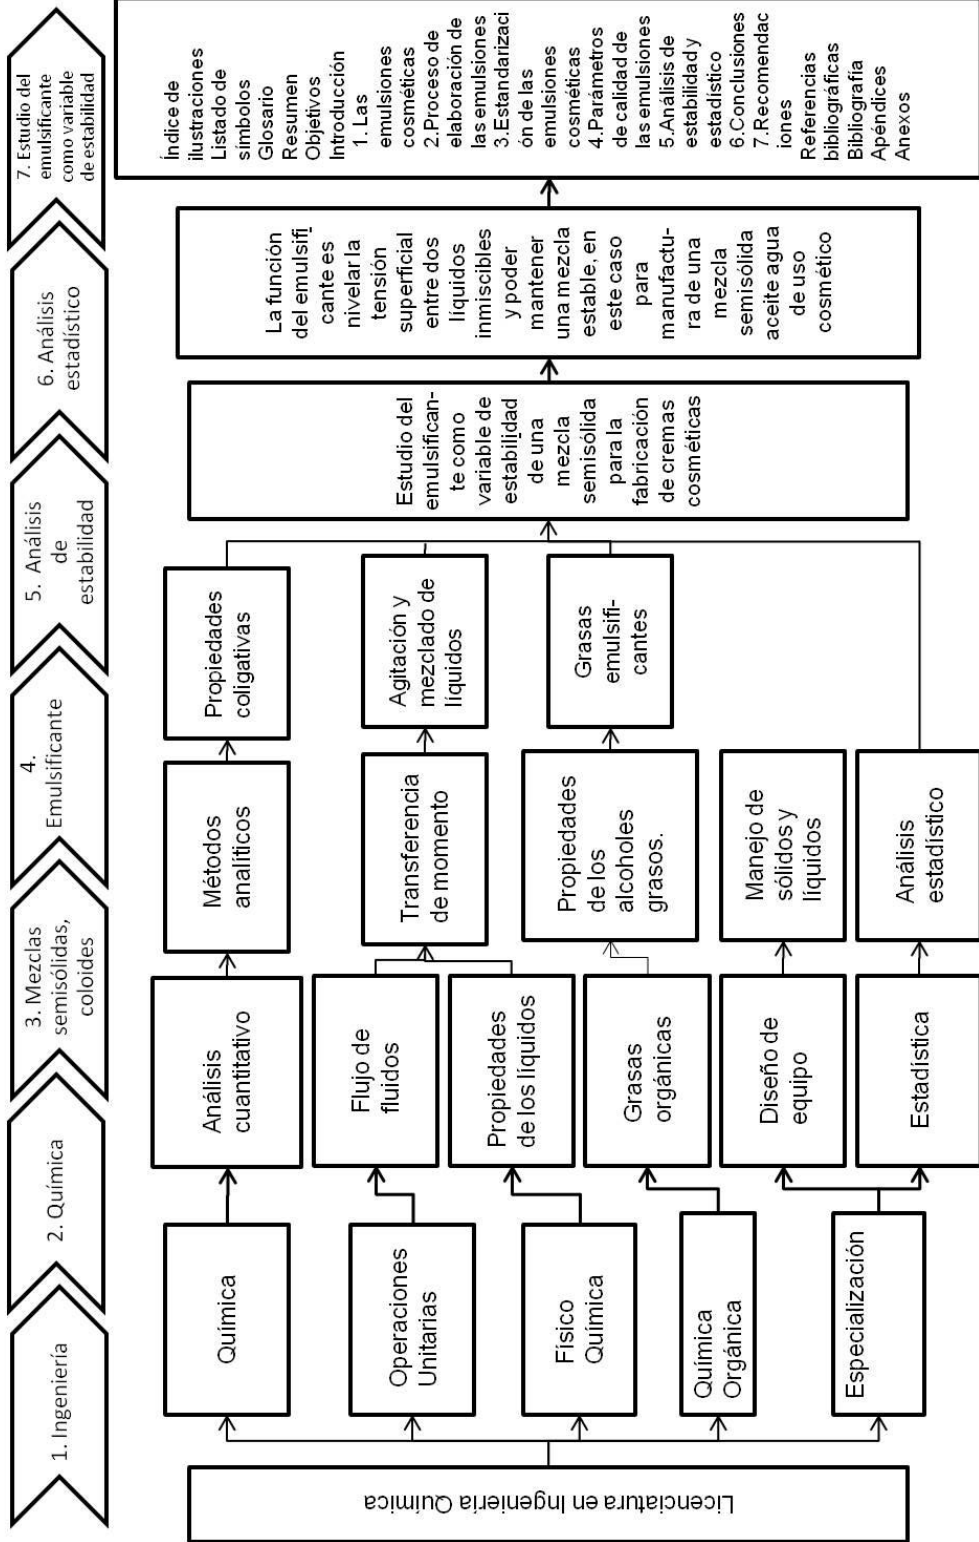 1. Ingeniería
2. Química
3. Mezclas
semisólidas,
coloides
4.
Emulsificante
5. Análisis
de
estabilidad
6. Análisis
estadístico
7. Estudio del
emulsificante
como variable
de estabilidad
Licenciatura en Ingeniería Química
Química
Operaciones
Unitarias
Físico
Química
Química
Orgánica
Especialización
Análisis
cuantitativo
Flujo de
fluidos
Propiedades
de los líquidos
Grasas
orgánicas
Diseño de
equipo
Estadística
Métodos
analíticos
Transferencia
de momento
Propiedades
de los
alcoholes
grasos.
Manejo de
sólidos y
líquidos
Análisis
estadístico
Propiedades
coligativas
Agitación y
mezclado de
líquidos
Grasas
emulsifi-
cantes
Estudio del
emulsifican-
te como
variable de
estabilidad
de una
mezcla
semisólida
para la
fabricación
de cremas
cosméticas
La función
del emulsifi
cante es
nivelar la
tensión
superficial
entre dos
líquidos
inmiscibles
y poder
mantener
una mezcla
estable, en
este caso
para
manufactu-
ra de una
mezcla
semisólida
aceite agua
de uso
cosmético
Índice de
ilustraciones
Listado de
símbolos
Glosario
Resumen
Objetivos
Introducción
1. Las
emulsiones
cosméticas
2.Proceso de
elaboración de
las emulsiones
3.Estandarizaci
ón de las
emulsiones
cosméticas
4.Parámetros
de calidad de
las emulsiones
5.Análisis de
estabilidad y
estadístico
6.Conclusiones
7.Recomendac
iones
Referencias
bibliográficas
Bibliografía
Apéndices
Anexos